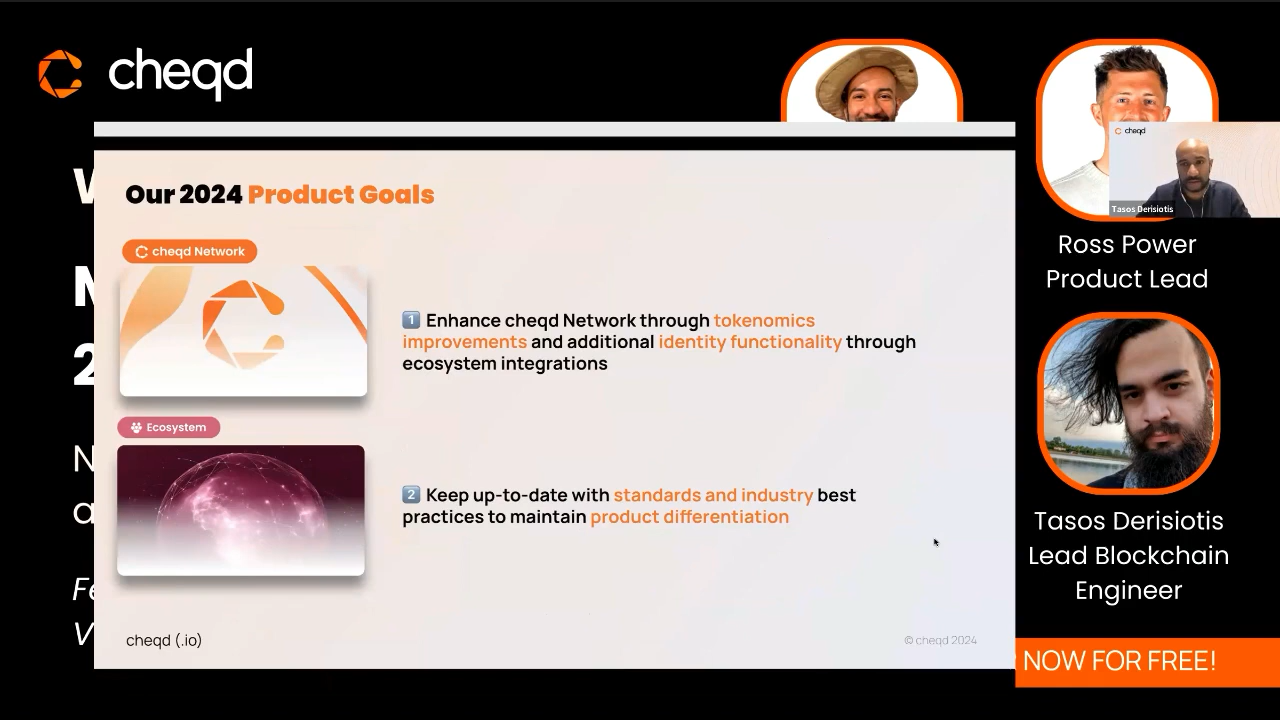 cheqd
Our 2024 Product Goals
cheqd Network
1 Enhance cheqd Network through tokenomics
improvements and additional identity functionality through
ecosystem integrations
Ecosystem
2 Keep up-to-date with standards and industry best
practices to maintain product differentiation
cheqd (.io)
© cheqd 2024
cheqd
Tasos Derisiotis
Ross Power
Product Lead
Tasos Derisiotis
Lead Blockchain
Engineer
NOW FOR FREE!